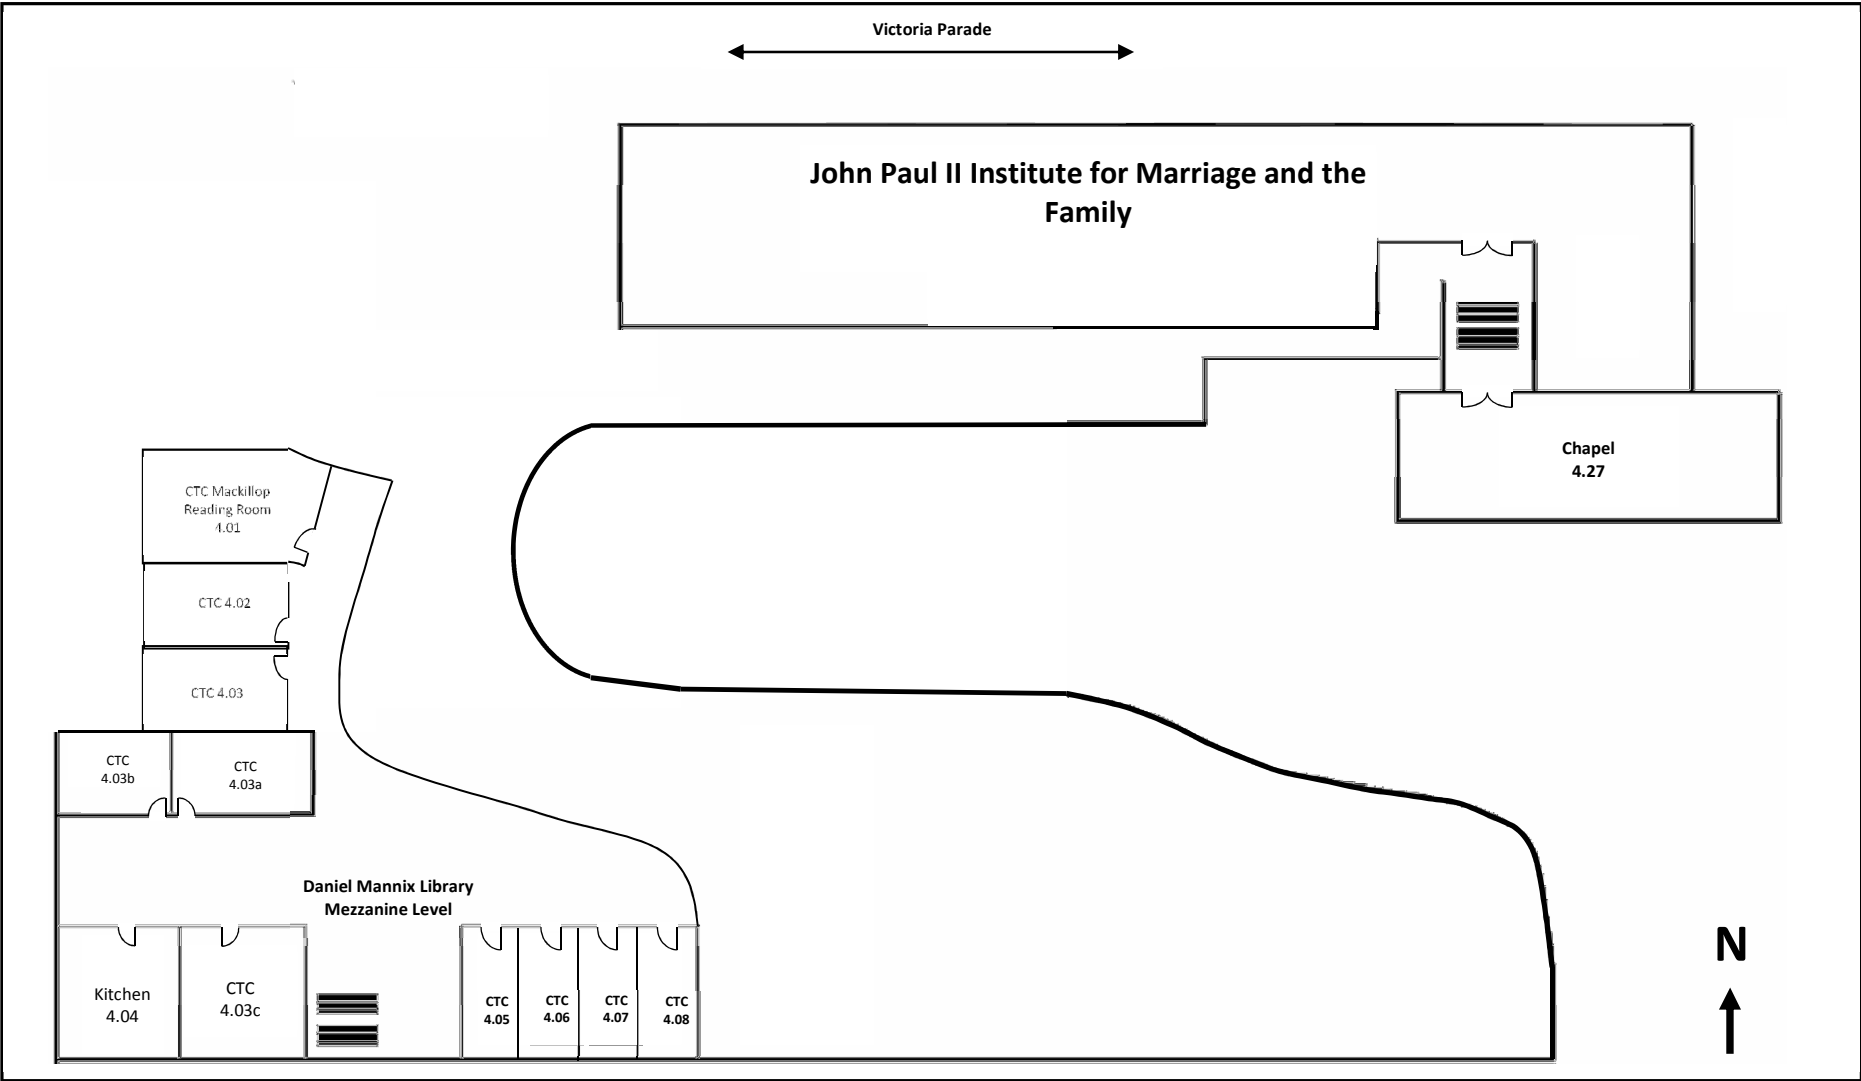 Victoria Parade
John Paul II Institute for Marriage and the
Family
Chapel
4.27
CTC Mackillop
Reading Room
4.01
CTC 4.02
CTC 4.03
CTC
4.03b
CTC
4.03a
Daniel Mannix Library
Mezzanine Level
Kitchen
4.04
CTC
4.03c
CTC
4.05
CTC
4.06
CTC
4.07
CTC
4.08
N